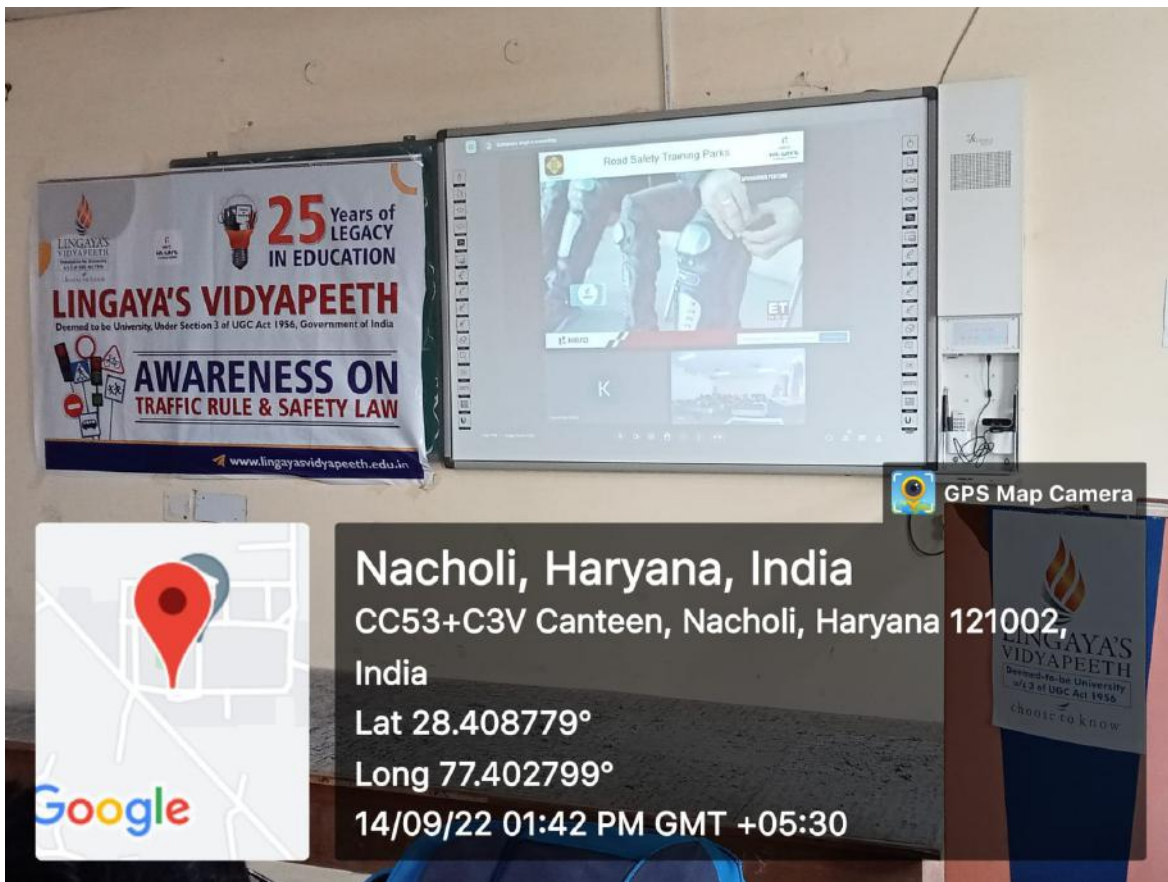 LINGAYA'S
VIDYAPEETH
25 Years of
LEGACY
IN EDUCATION
LINGAYA'S VIDYAPEETH
Deemed to be University, Under Section 3 of UGC Act 1956, Government of India
AWARENESS ON
TRAFFIC RULE & SAFETY LAW
www.lingayasvidyapeeth.edu.in
Road Safety Training Parks
ET
K
GPS Map Camera
Nacholi, Haryana, India
CC53+C3V Canteen, Nacholi, Haryana 121002,
India
Lat 28.408779°
Long 77.402799°
14/09/22 01:42 PM GMT +05:30
Google
LINGAYA'S
VIDYAPEETH
Deemed-to-be University
u/s 3 of UGC Act 1956
choose to know